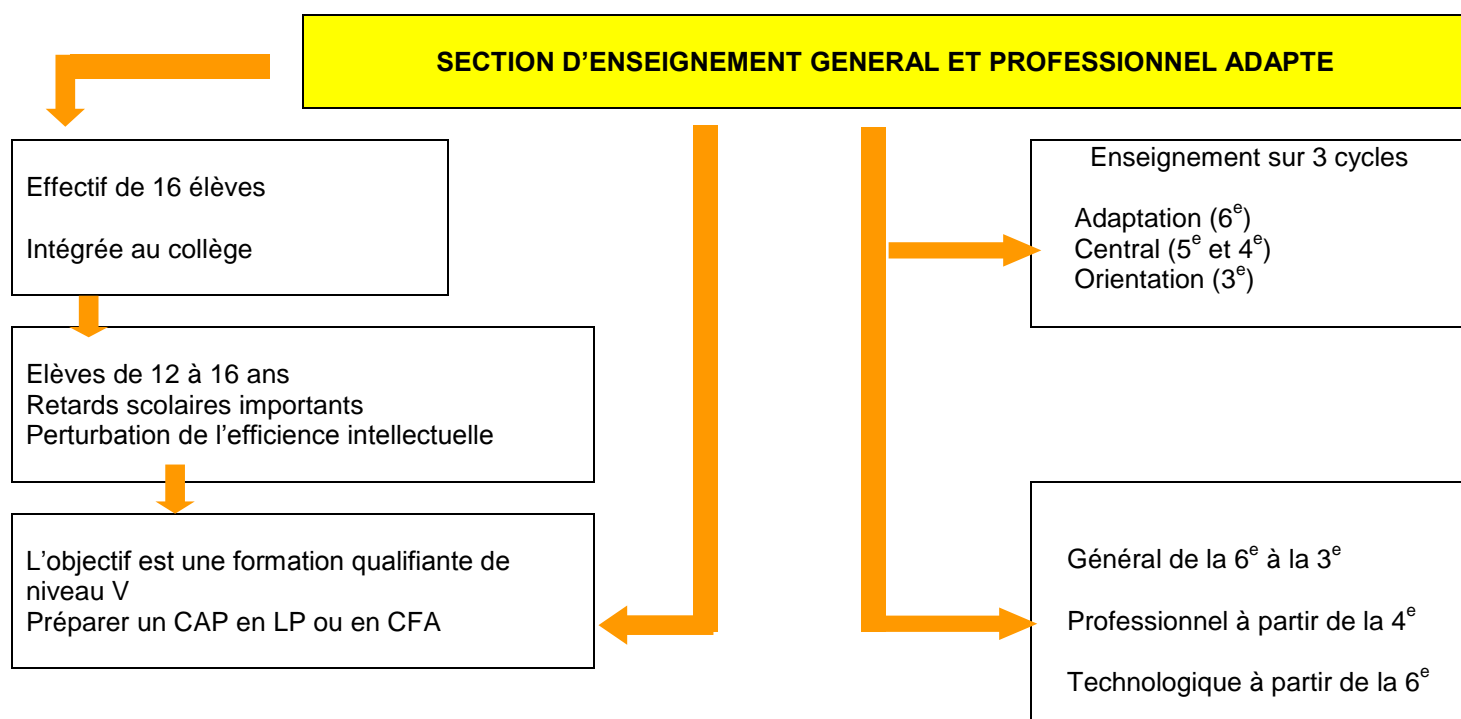 SECTION D'ENSEIGNEMENT GENERAL ET PROFESSIONNEL ADAPTE
Effectif de 16 élèves
Intégrée au collège
Elèves de 12 à 16 ans
Retards scolaires importants
Perturbation de l'efficience intellectuelle
L'objectif est une formation qualifiante de
niveau V
Préparer un CAP en LP ou en CFA
Enseignement sur 3 cycles
Adaptation (6e)
Central (5e et 4e)
Orientation (3e)
Général de la 6e à la 3e
Professionnel à partir de la 4e
Technologique à partir de la 6e